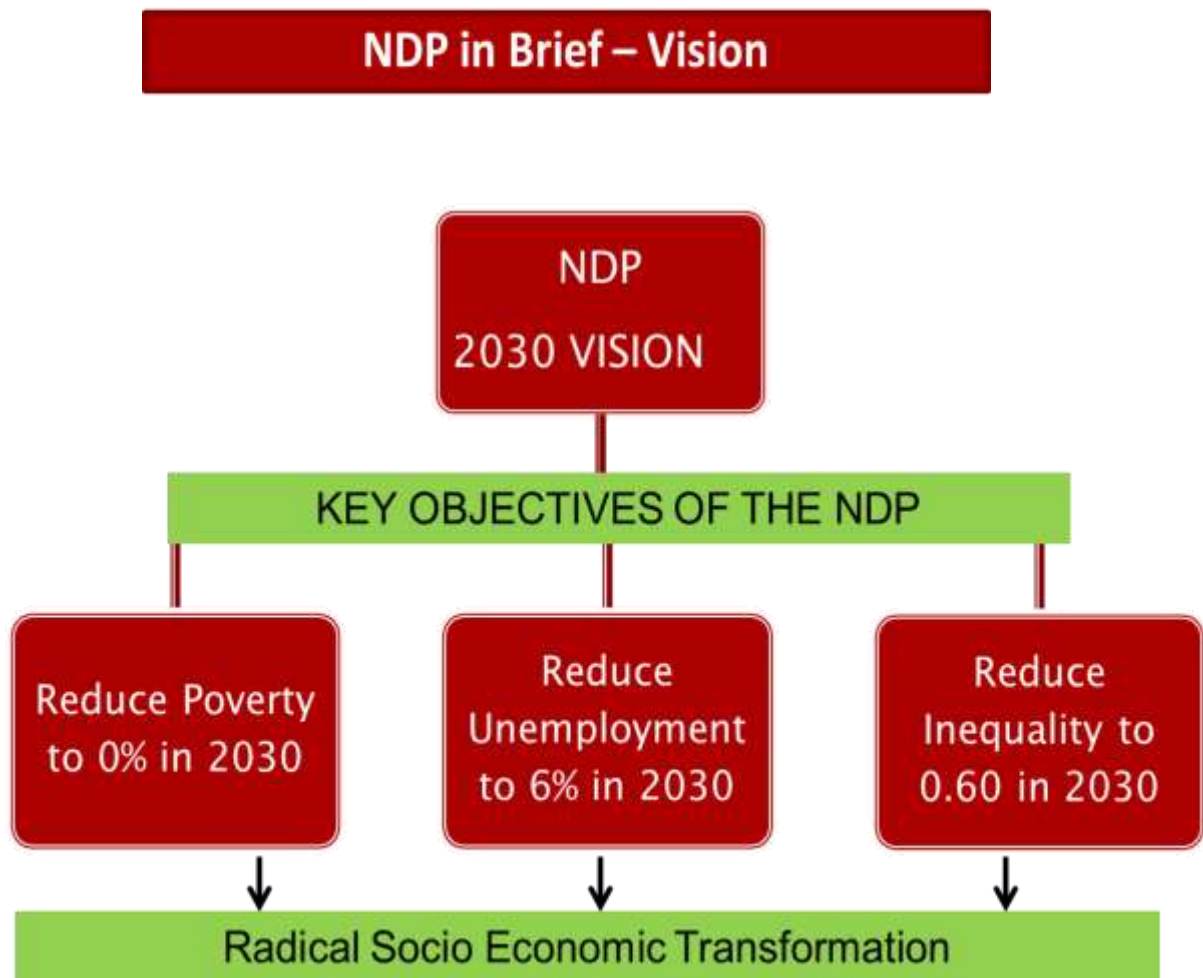 NDP in Brief – Vision
NDP
2030 VISION
KEY OBJECTIVES OF THE NDP
Reduce Poverty
to 0% in 2030
Reduce
Unemployment
to 6% in 2030
Reduce
Inequality to
0.60 in 2030
Radical Socio Economic Transformation